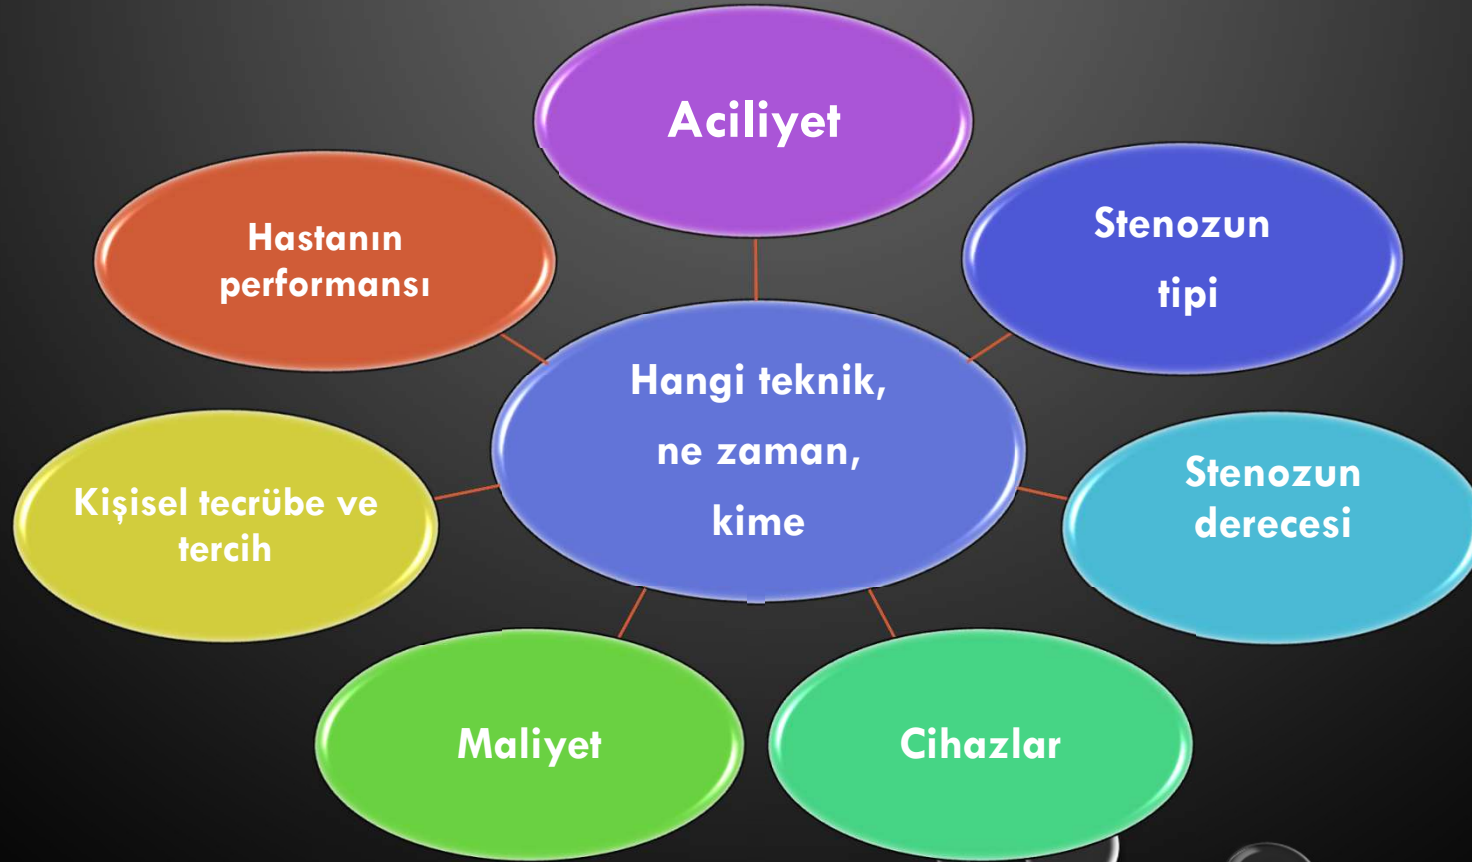 Aciliyet
Stenozun
tipi
Stenozun
derecesi
Cihazlar
Maliyet
Kişisel tecrübe ve
tercih
Hastanın
performansı
Hangi teknik,
ne zaman,
kime